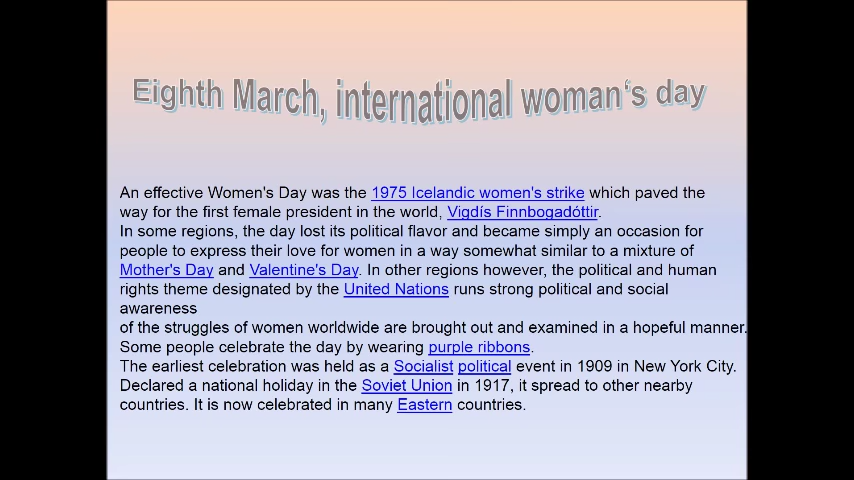 Eighth March, international woman‘s day
An effective Women's Day was the 1975 Icelandic women's strike which paved the
way for the first female president in the world, Vigdís Finnbogadóttir.
In some regions, the day lost its political flavor and became simply an occasion for
people to express their love for women in a way somewhat similar to a mixture of
Mother's Day and Valentine's Day. In other regions however, the political and human
rights theme designated by the United Nations runs strong political and social
awareness
of the struggles of women worldwide are brought out and examined in a hopeful manner.
Some people celebrate the day by wearing purple ribbons.
The earliest celebration was held as a Socialist political event in 1909 in New York City.
Declared a national holiday in the Soviet Union in 1917, it spread to other nearby
countries. It is now celebrated in many Eastern countries.